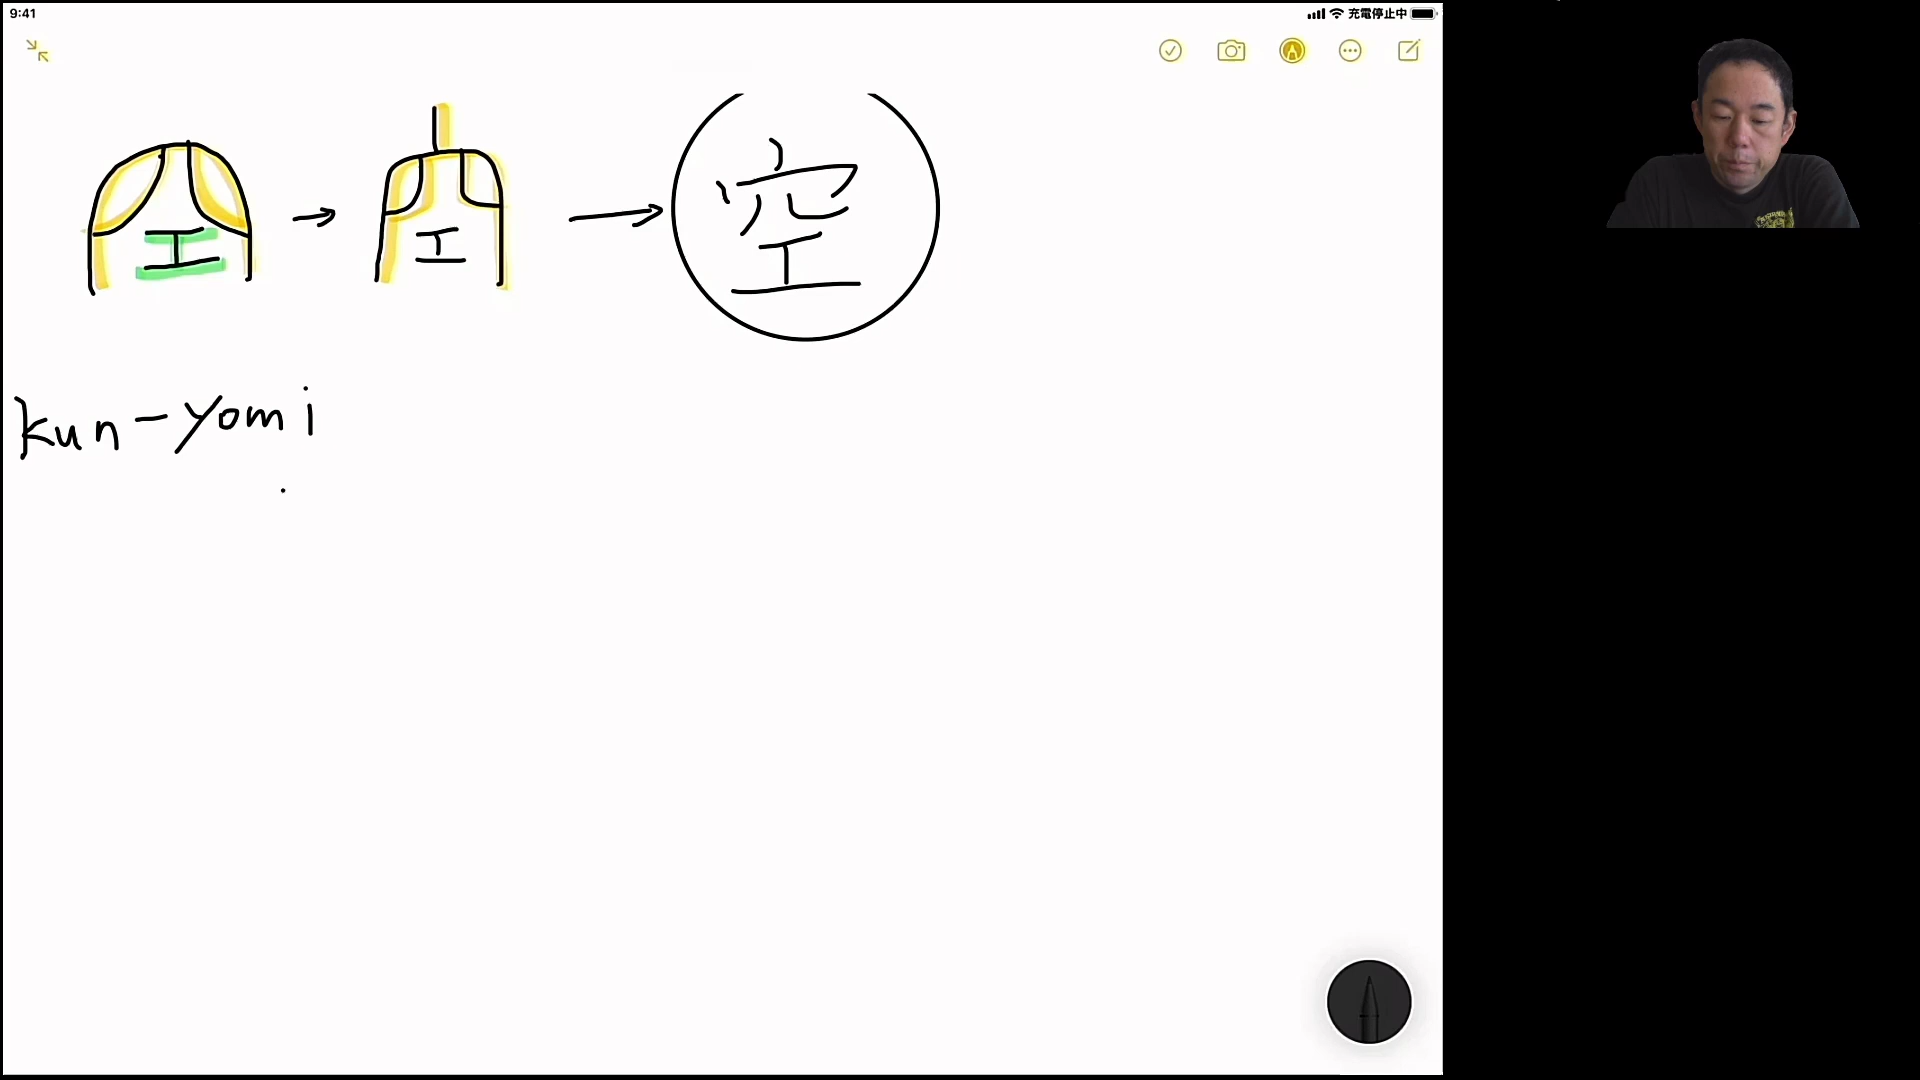 9:41
充電停止中
工 → 工 → 空
kun-yomi